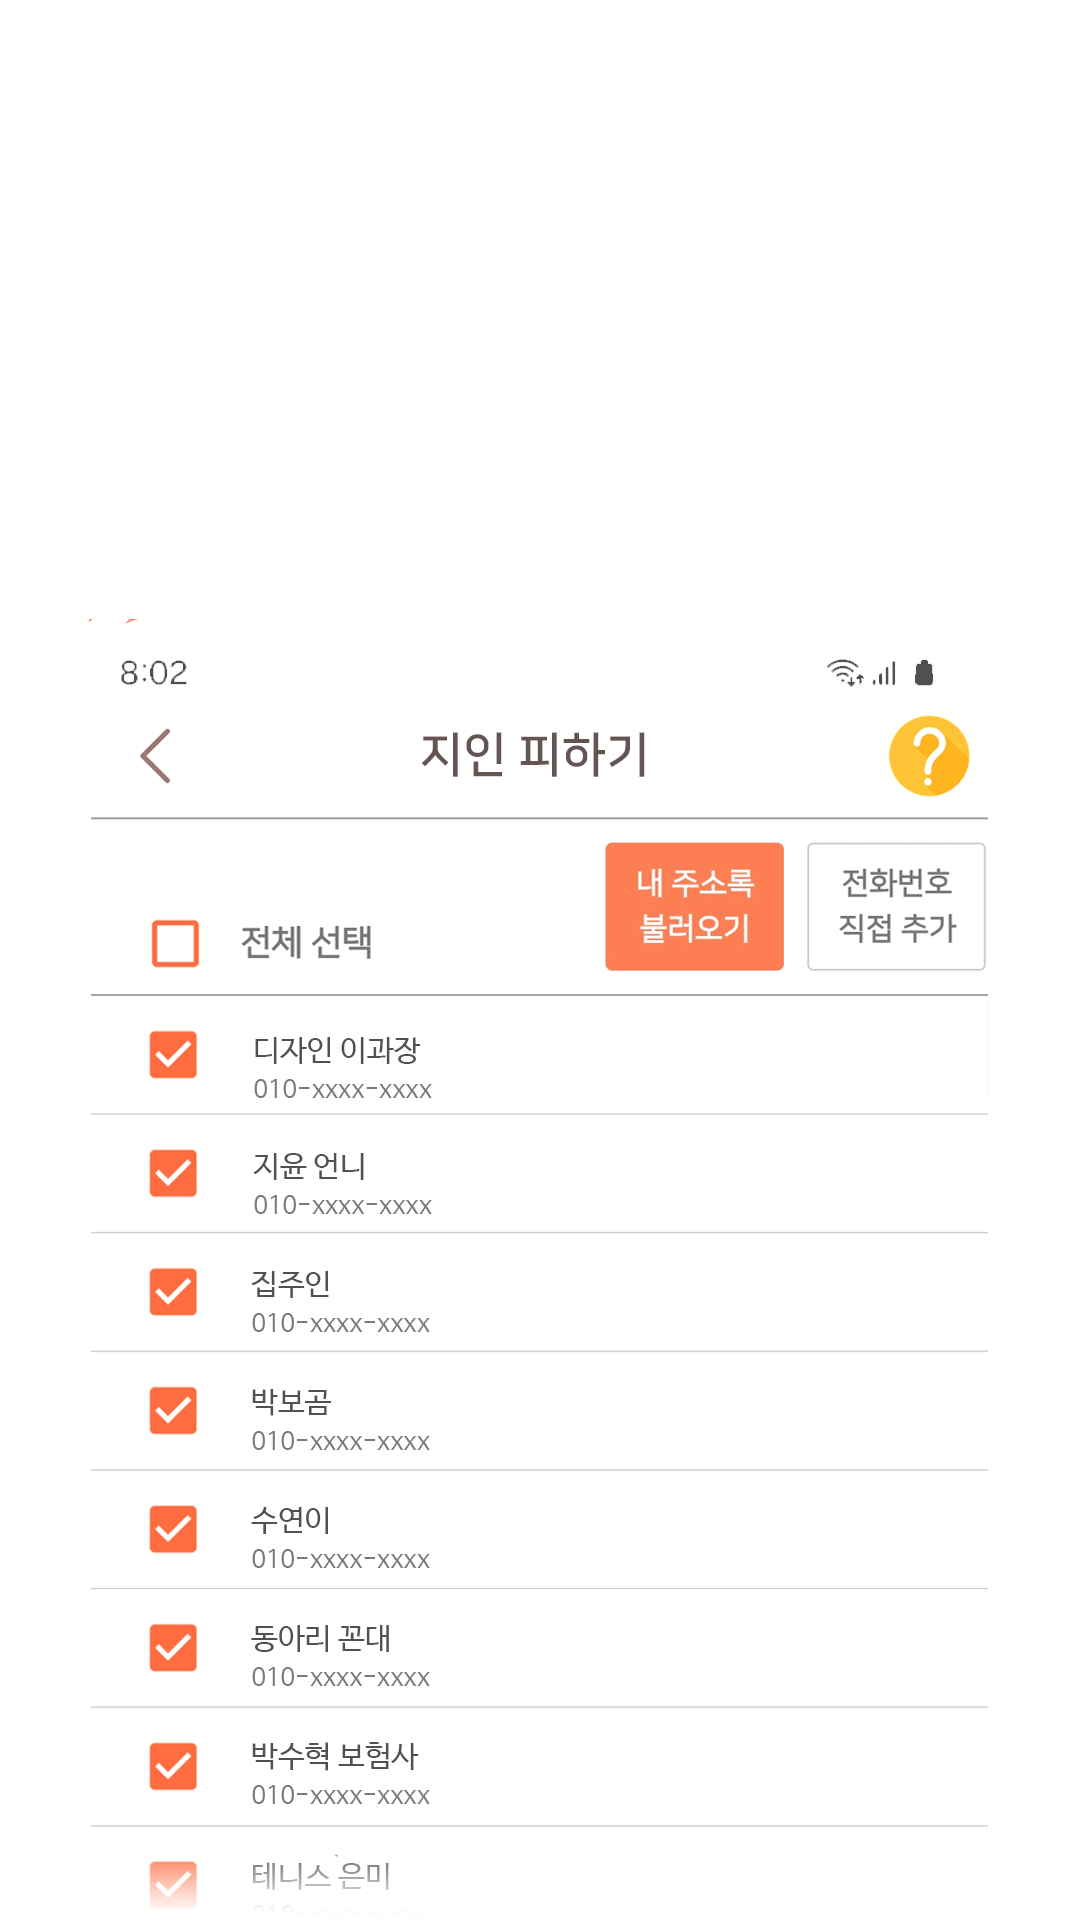 8:02
지인 피하기
?
내 주소록
불러오기
전화번호
직접 추가
전체 선택
디자인 이과장
010-xxxx-xxxx
지윤 언니
010-xxxx-xxxx
집주인
010-xxxx-xxxx
박보곰
010-xxxx-xxxx
수연이
010-xxxx-xxxx
동아리 꼰대
010-xxxx-xxxx
박수혁 보험사
010-xxxx-xxxx
테니스 은미
010-xxxx-xxxx